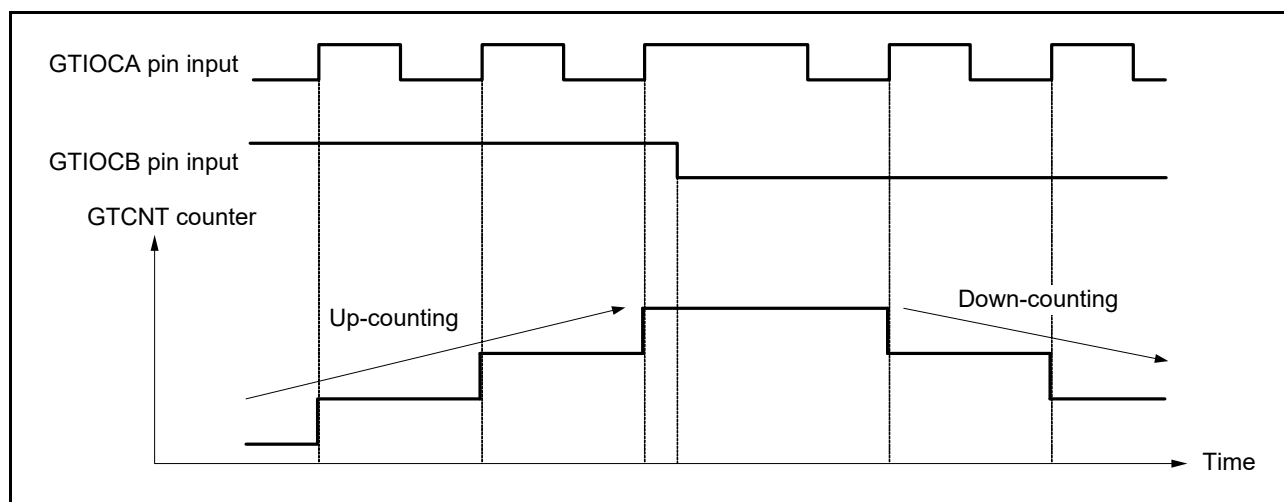 GTIOCA pin input
GTIOCB pin input
GTCNT counter
Up-counting
Down-counting
Time